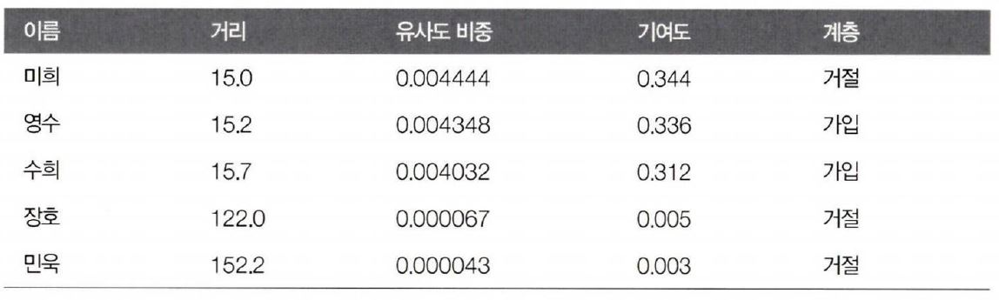 이름 거리 유사도 비중 기여도 계층
미희 15.0 0.004444 0.344 거절
영수 15.2 0.004348 0.336 가입
수희 15.7 0.004032 0.312 가입
장호 122.0 0.000067 0.005 거절
민욱 152.2 0.000043 0.003 거절